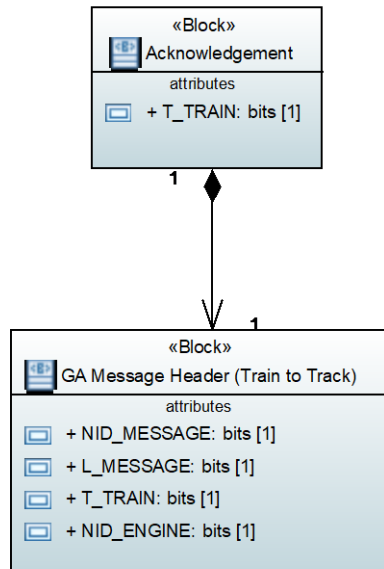 «Block»
Acknowledgement
attributes
+ T_TRAIN: bits [1]
1
1
«Block»
GA Message Header (Train to Track)
attributes
+ NID_MESSAGE: bits [1]
+ L_MESSAGE: bits [1]
+ T_TRAIN: bits [1]
+ NID_ENGINE: bits [1]